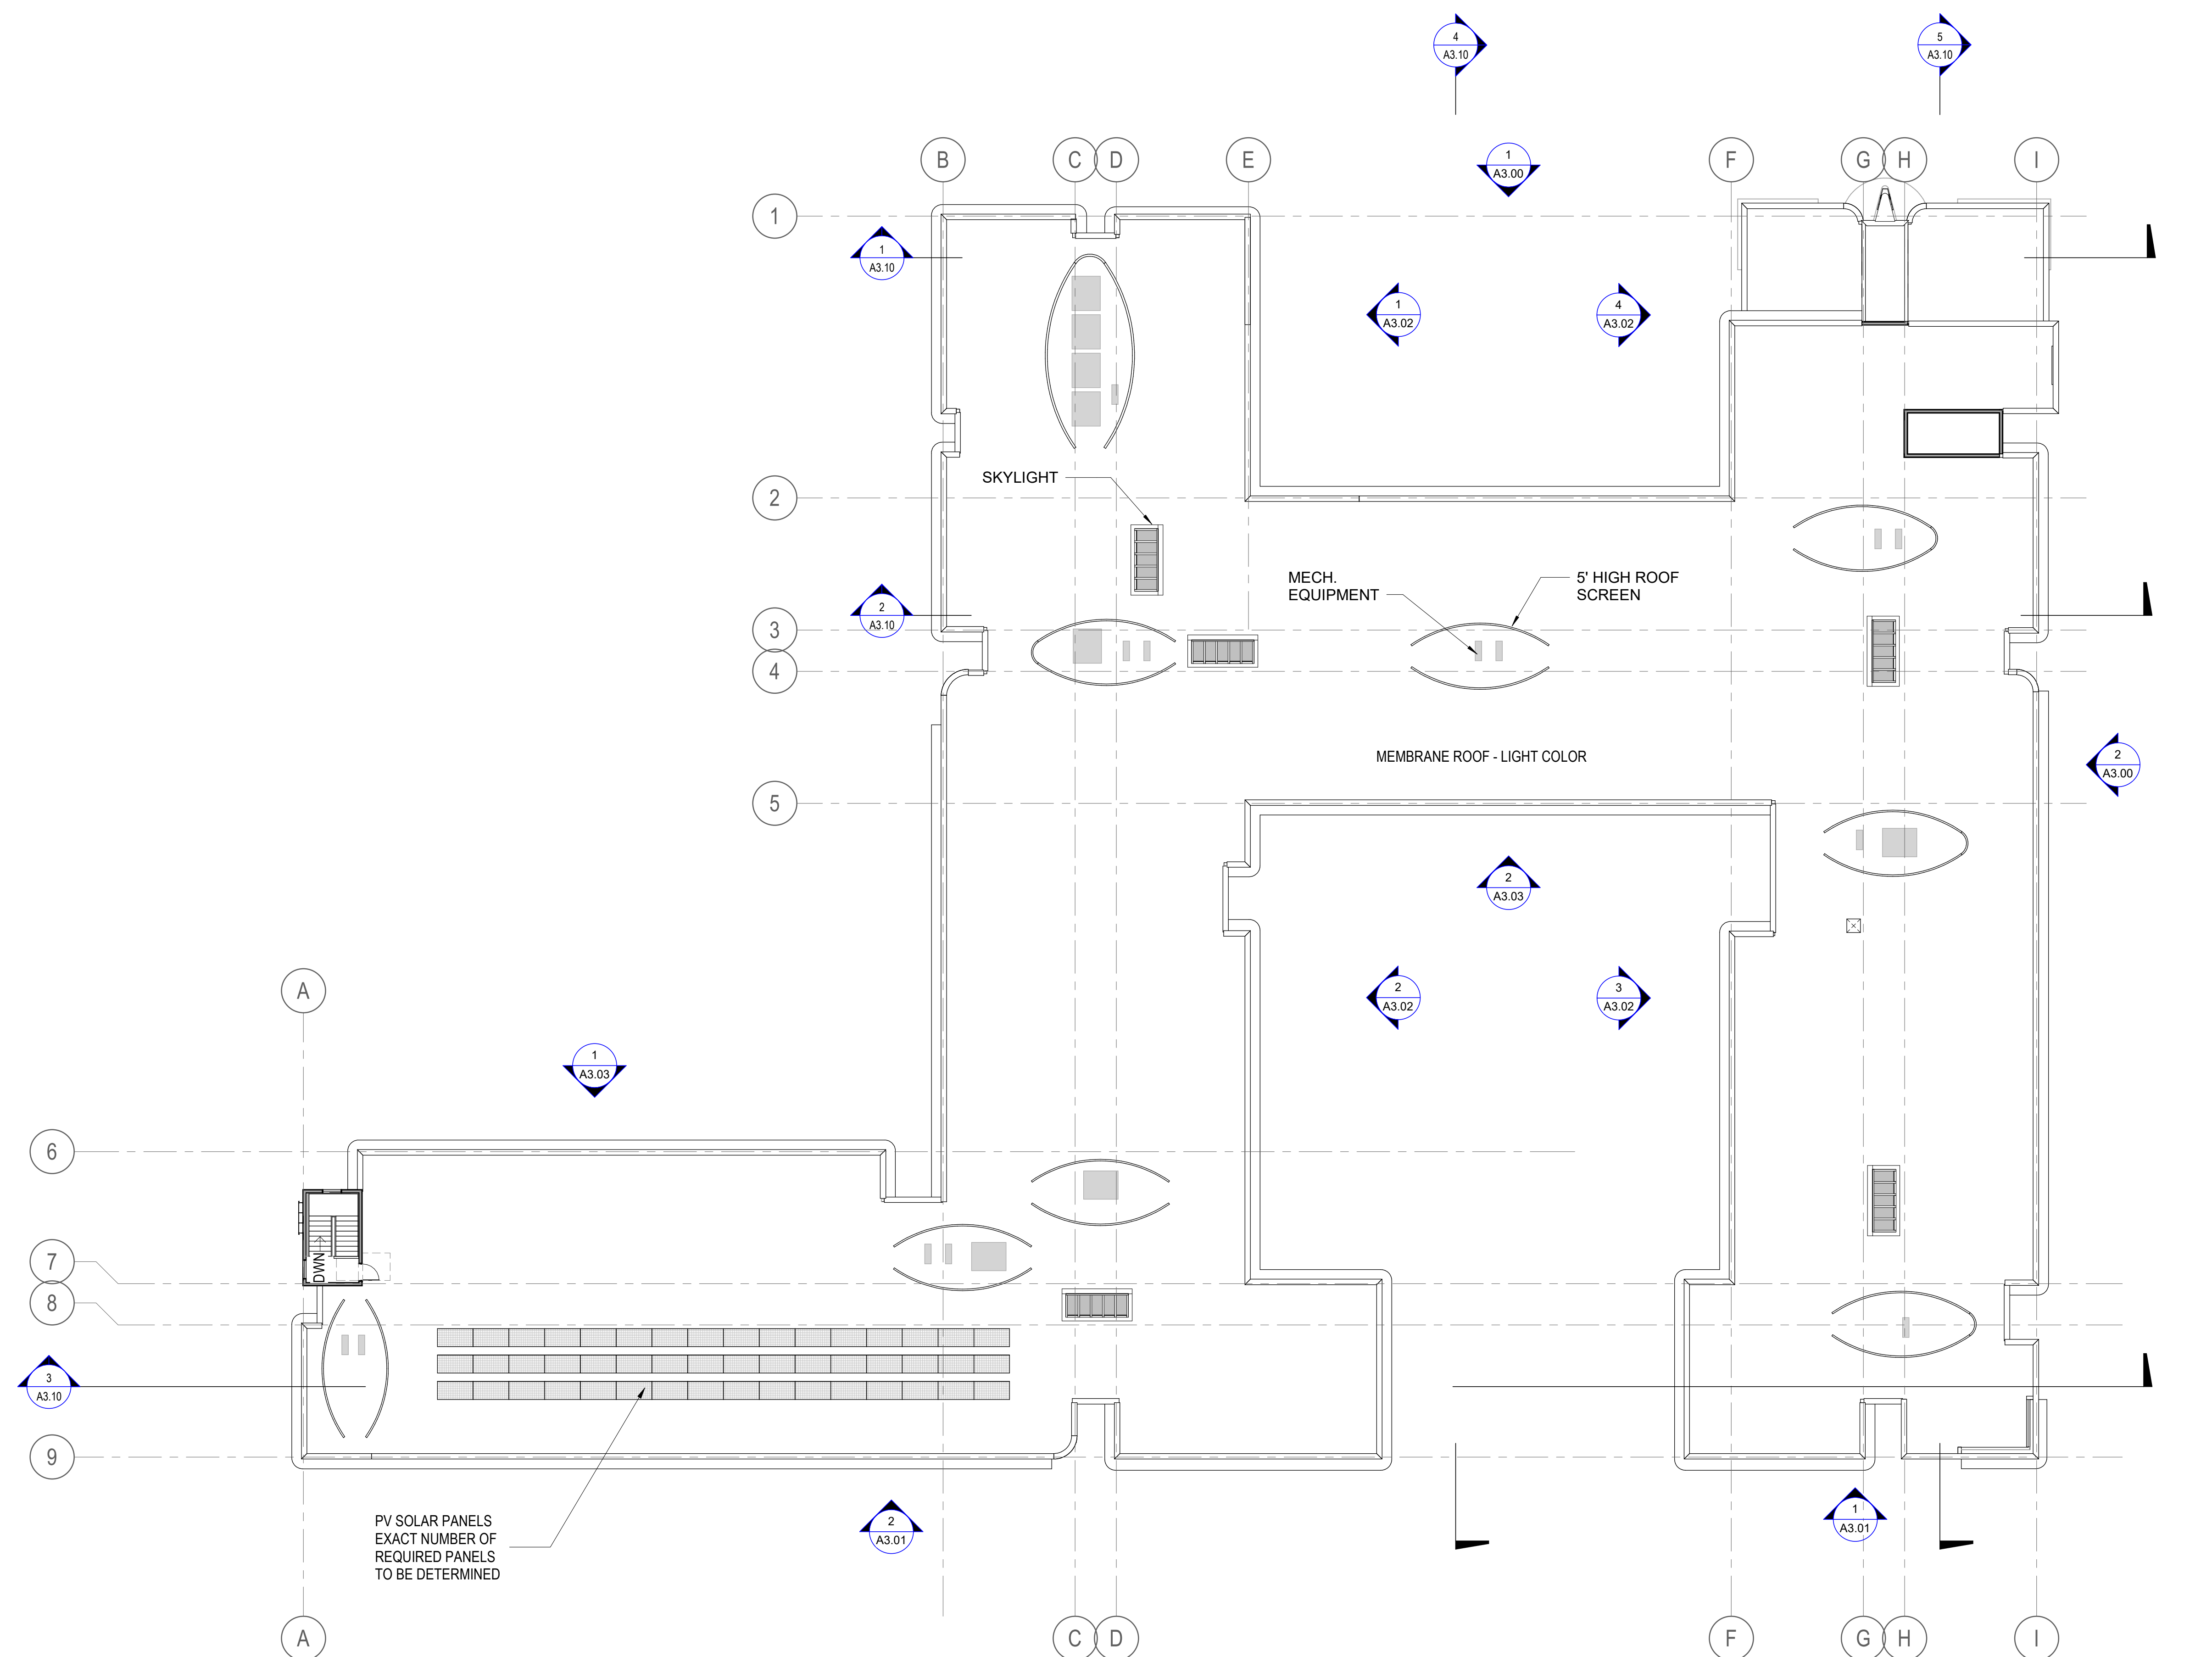 4
A3.10
5
A3.10
1
A3.00
B
C
D
E
F
G
H
I
1
1
A3.10
1
A3.02
4
A3.02
SKYLIGHT
2
MECH.
EQUIPMENT
5' HIGH ROOF
SCREEN
2
A3.10
3
4
MEMBRANE ROOF - LIGHT COLOR
2
A3.00
5
2
A3.03
A
2
A3.02
3
A3.02
1
A3.03
6
7
DWN
8
3
A3.10
9
PV SOLAR PANELS
EXACT NUMBER OF
REQUIRED PANELS
TO BE DETERMINED
2
A3.01
1
A3.01
A
C
D
F
G
H
I